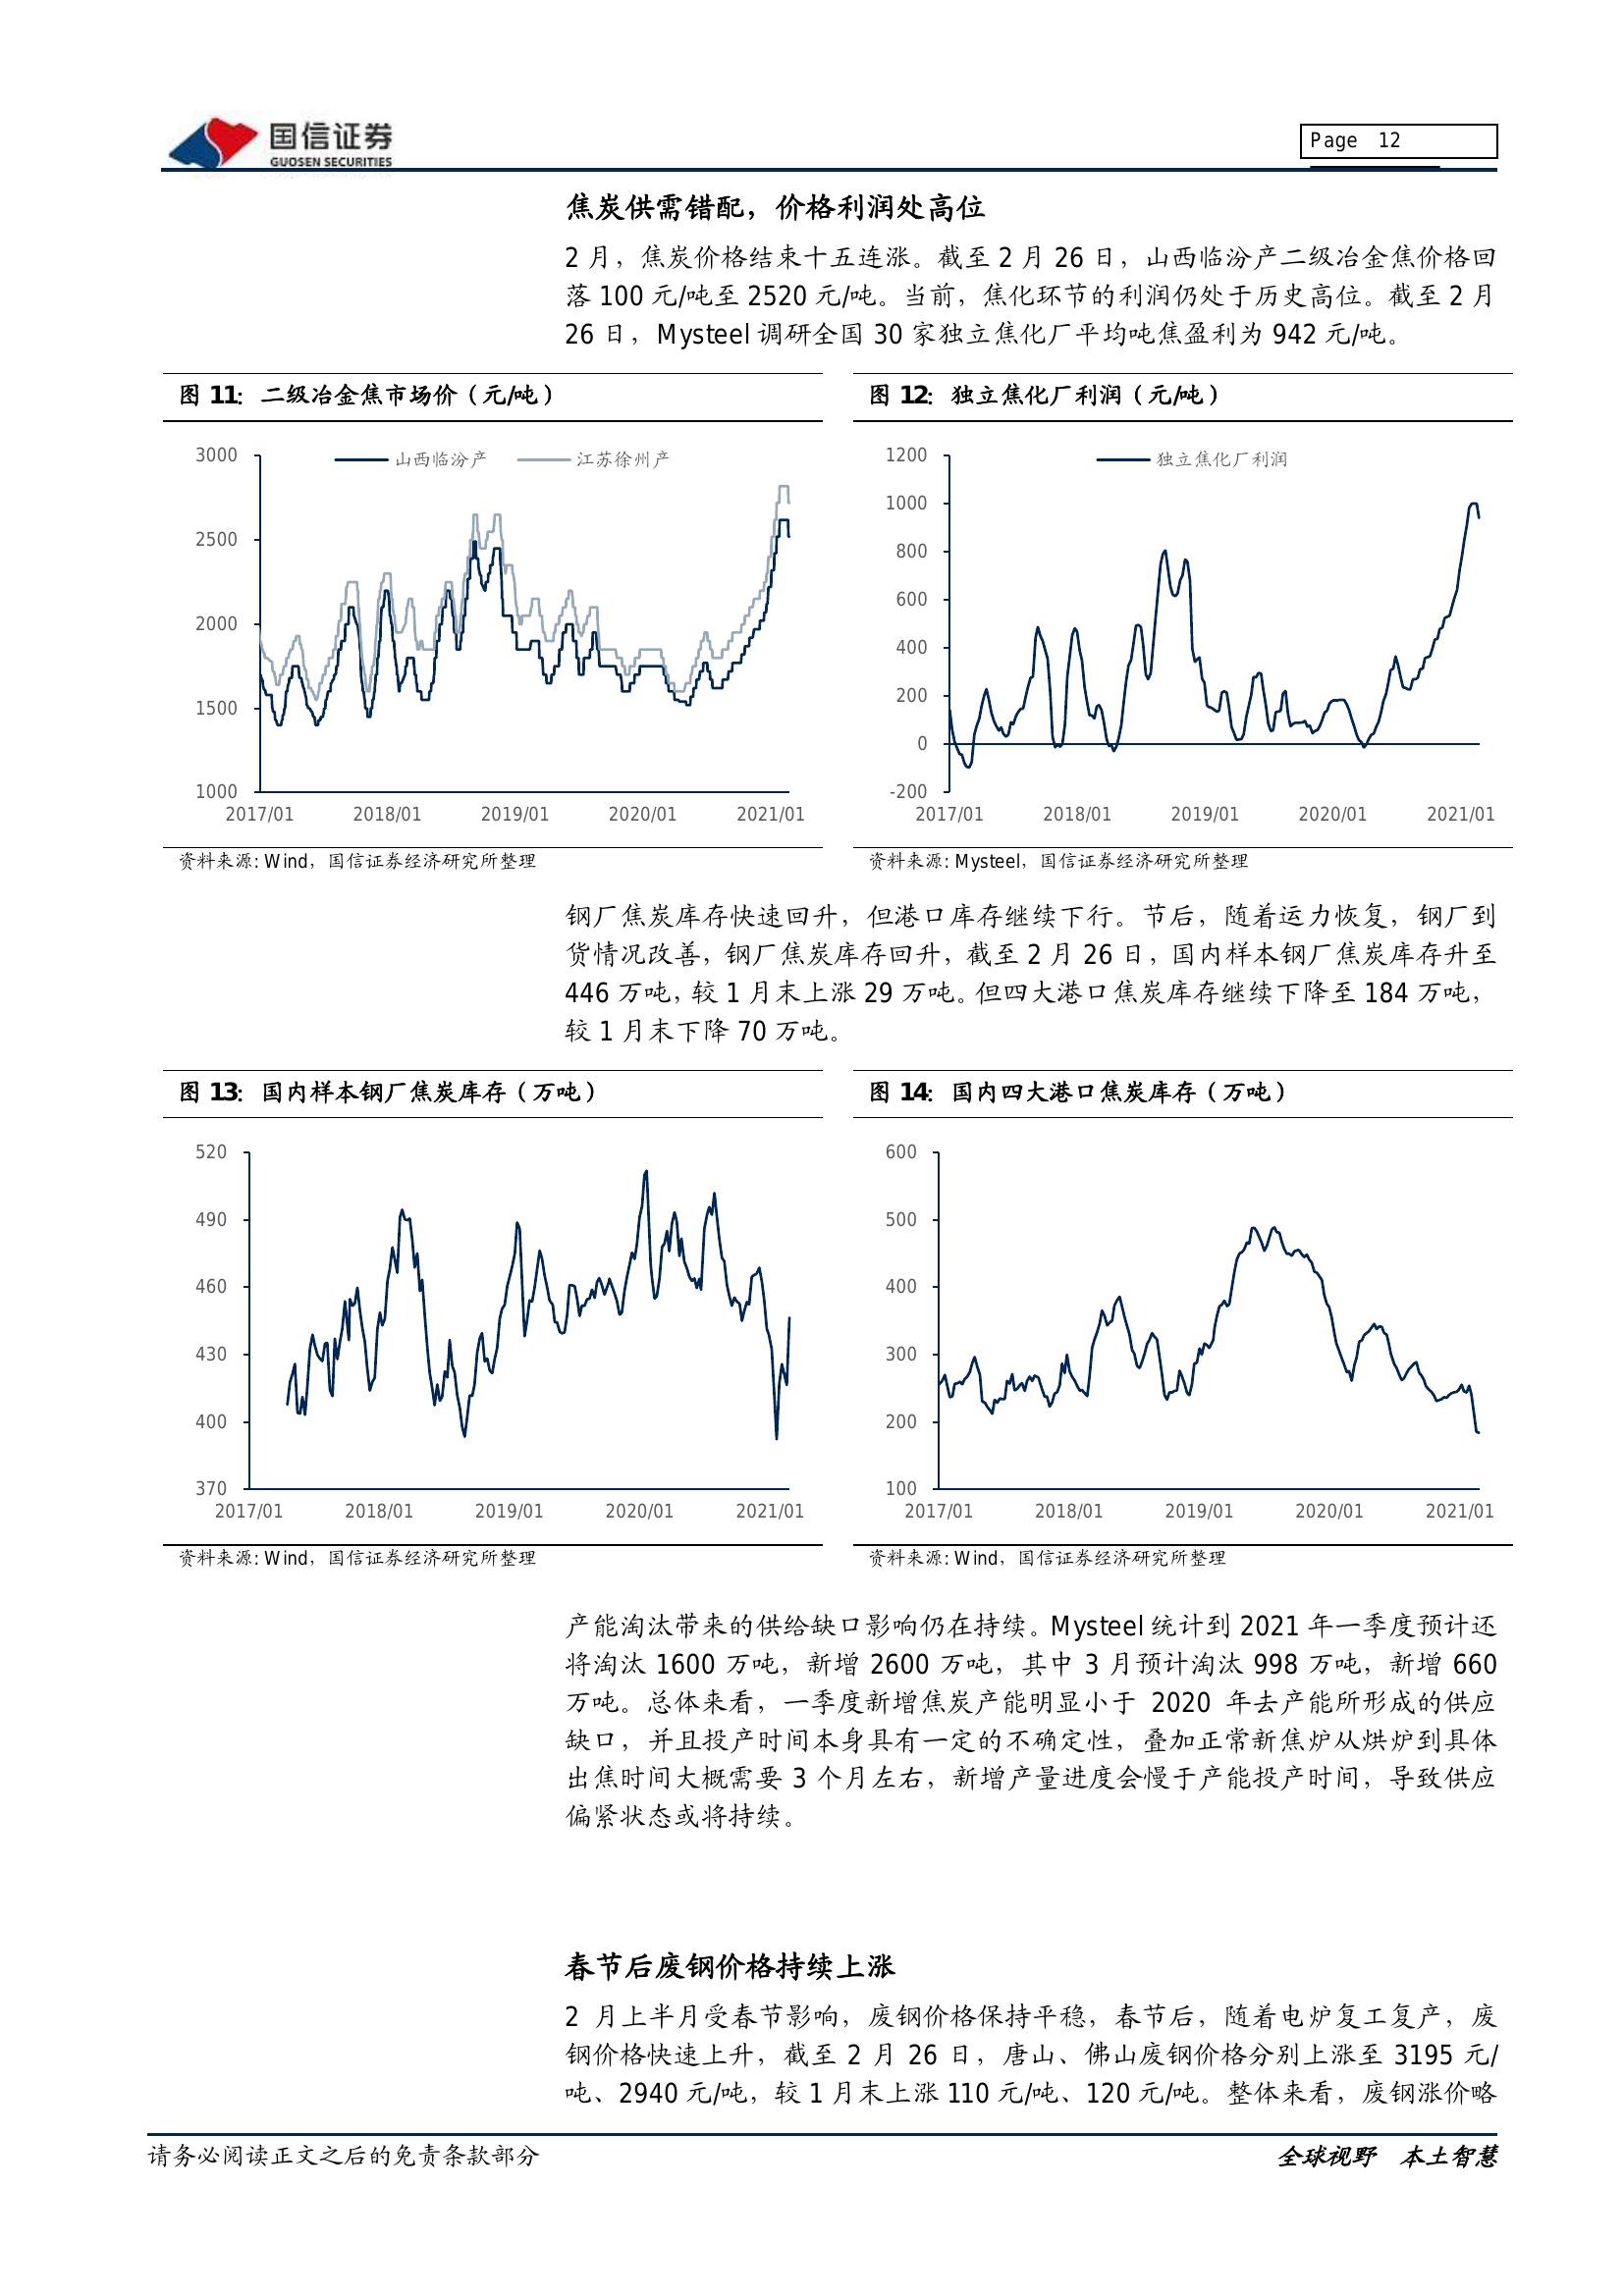 国信证券
GUOSEN SECURITIES
Page 12
焦炭供需错配，价格利润处高位
2 月，焦炭价格结束十五连涨。截至 2 月 26 日，山西临汾产二级冶金焦价格回
落 100 元/吨至 2520 元/吨。当前，焦化环节的利润仍处于历史高位。截至 2 月
26 日，Mysteel 调研全国 30 家独立焦化厂平均吨焦盈利为 942 元/吨。
图 11：二级冶金焦市场价（元/吨）
3000
2500
2000
1500
1000
山西临汾产 江苏徐州产
2017/01 2018/01 2019/01 2020/01 2021/01
资料来源: Wind，国信证券经济研究所整理
图 12：独立焦化厂利润（元/吨）
1200
1000
800
600
400
200
0
-200
独立焦化厂利润
2017/01 2018/01 2019/01 2020/01 2021/01
资料来源: Mysteel，国信证券经济研究所整理
钢厂焦炭库存快速回升，但港口库存继续下行。节后，随着运力恢复，钢厂到
货情况改善，钢厂焦炭库存回升，截至 2 月 26 日，国内样本钢厂焦炭库存升至
446 万吨，较 1 月末上涨 29 万吨。但四大港口焦炭库存继续下降至 184 万吨，
较 1 月末下降 70 万吨。
图 13：国内样本钢厂焦炭库存（万吨）
520
490
460
430
400
370
2017/01 2018/01 2019/01 2020/01 2021/01
资料来源: Wind，国信证券经济研究所整理
图 14：国内四大港口焦炭库存（万吨）
600
500
400
300
200
100
2017/01 2018/01 2019/01 2020/01 2021/01
资料来源: Wind，国信证券经济研究所整理
产能淘汰带来的供给缺口影响仍在持续。Mysteel 统计到 2021 年一季度预计还
将淘汰 1600 万吨，新增 2600 万吨，其中 3 月预计淘汰 998 万吨，新增 660
万吨。总体来看，一季度新增焦炭产能明显小于 2020 年去产能所形成的供应
缺口，并且投产时间本身具有一定的不确定性，叠加正常新焦炉从烘炉到具体
出焦时间大概需要 3 个月左右，新增产量进度会慢于产能投产时间，导致供应
偏紧状态或将持续。
春节后废钢价格持续上涨
2 月上半月受春节影响，废钢价格保持平稳，春节后，随着电炉复工复产，废
钢价格快速上升，截至 2 月 26 日，唐山、佛山废钢价格分别上涨至 3195 元/
吨、2940 元/吨，较 1 月末上涨 110 元/吨、120 元/吨。整体来看，废钢涨价略
请务必阅读正文之后的免责条款部分
全球视野 本土智慧